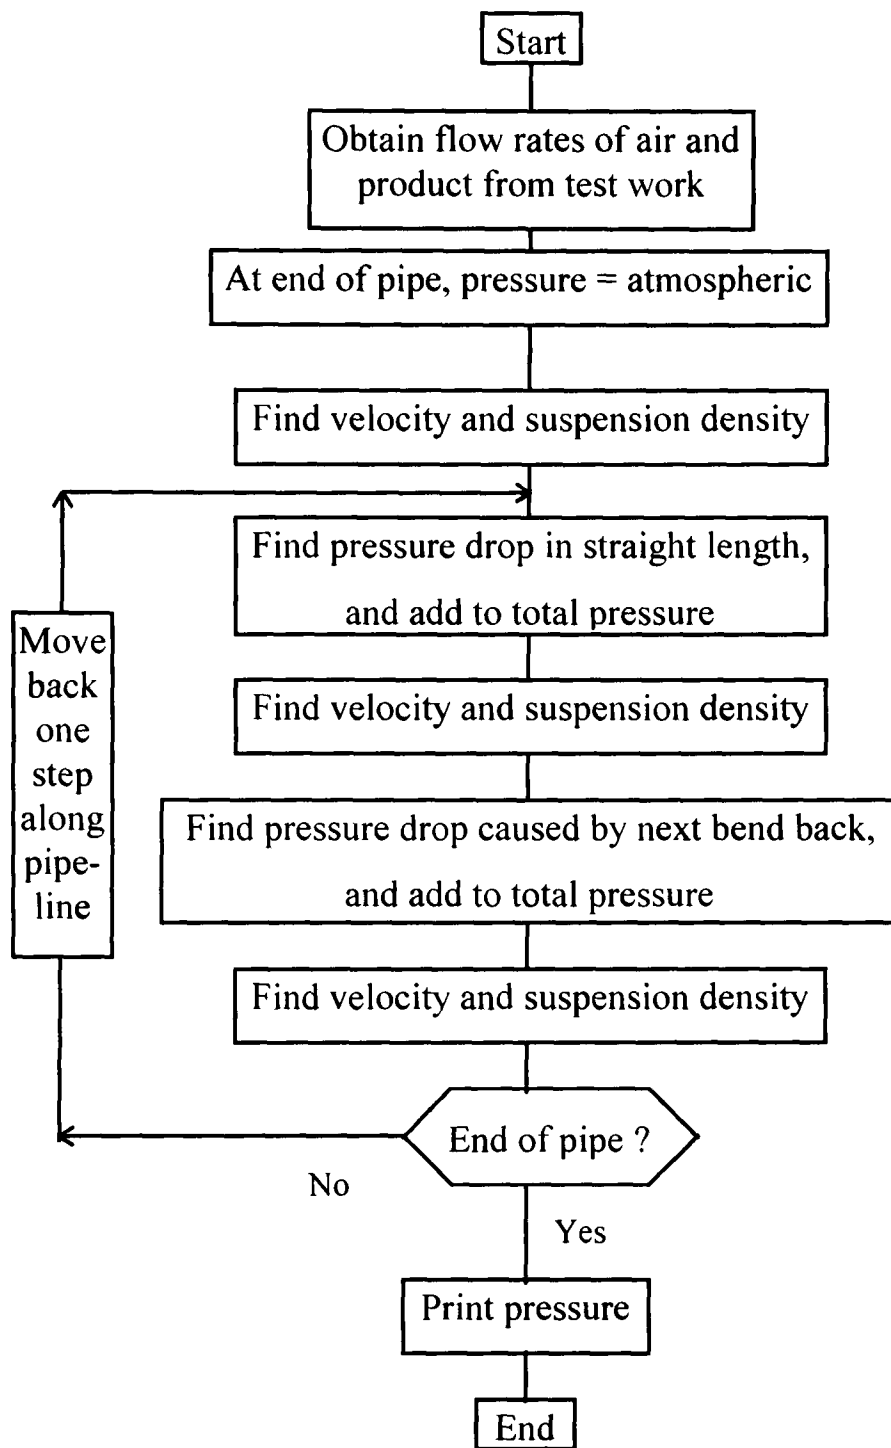 Start
Obtain flow rates of air and
product from test work
At end of pipe, pressure = atmospheric
Find velocity and suspension density
Find pressure drop in straight length,
and add to total pressure
Move
back
one
step
along
pipe-
line
Find velocity and suspension density
Find pressure drop caused by next bend back,
and add to total pressure
Find velocity and suspension density
End of pipe ?
No
Yes
Print pressure
End